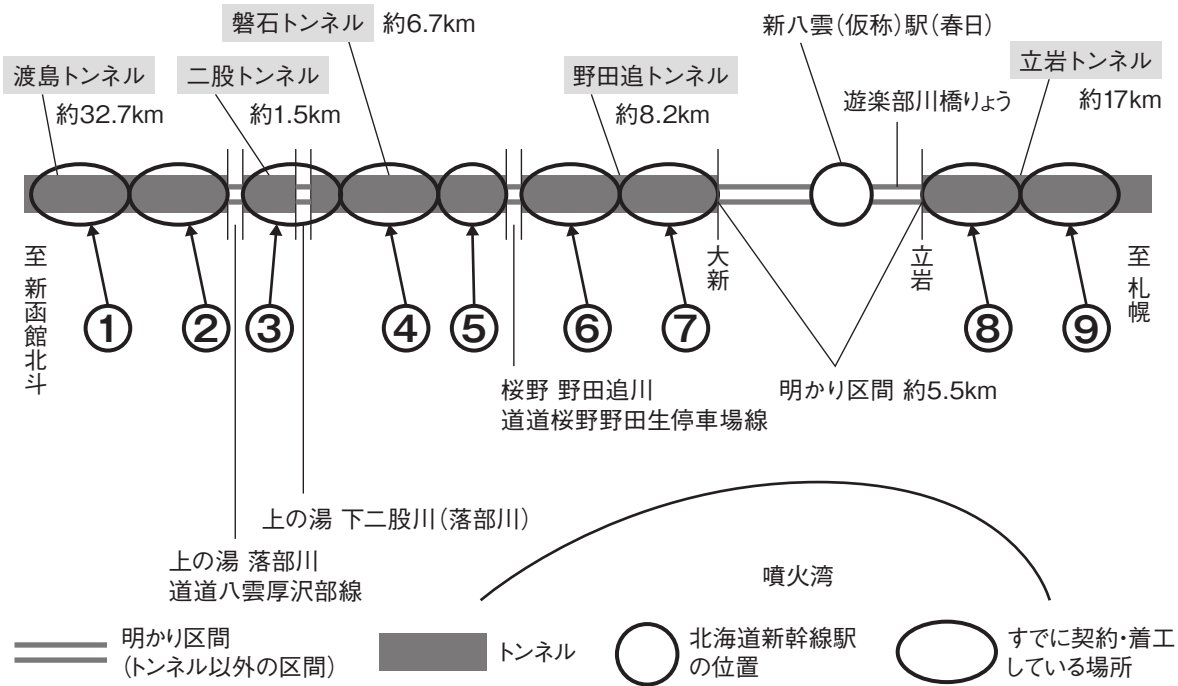 磐石トンネル 約6.7km
新八雲(仮称)駅(春日)
渡島トンネル
約32.7km
二股トンネル
約1.5km
野田追トンネル
約8.2km
遊楽部川橋りょう
立岩トンネル
約17km
至 新函館北斗
①
②
③
④
⑤
⑥
⑦
大新
立岩
⑧
⑨
至 札幌
桜野 野田追川
道道桜野野田生停車場線
明かり区間 約5.5km
上の湯 下二股川(落部川)
上の湯 落部川
道道八雲厚沢部線
噴火湾
明かり区間
(トンネル以外の区間)
トンネル
北海道新幹線駅
の位置
すでに契約・着工
している場所